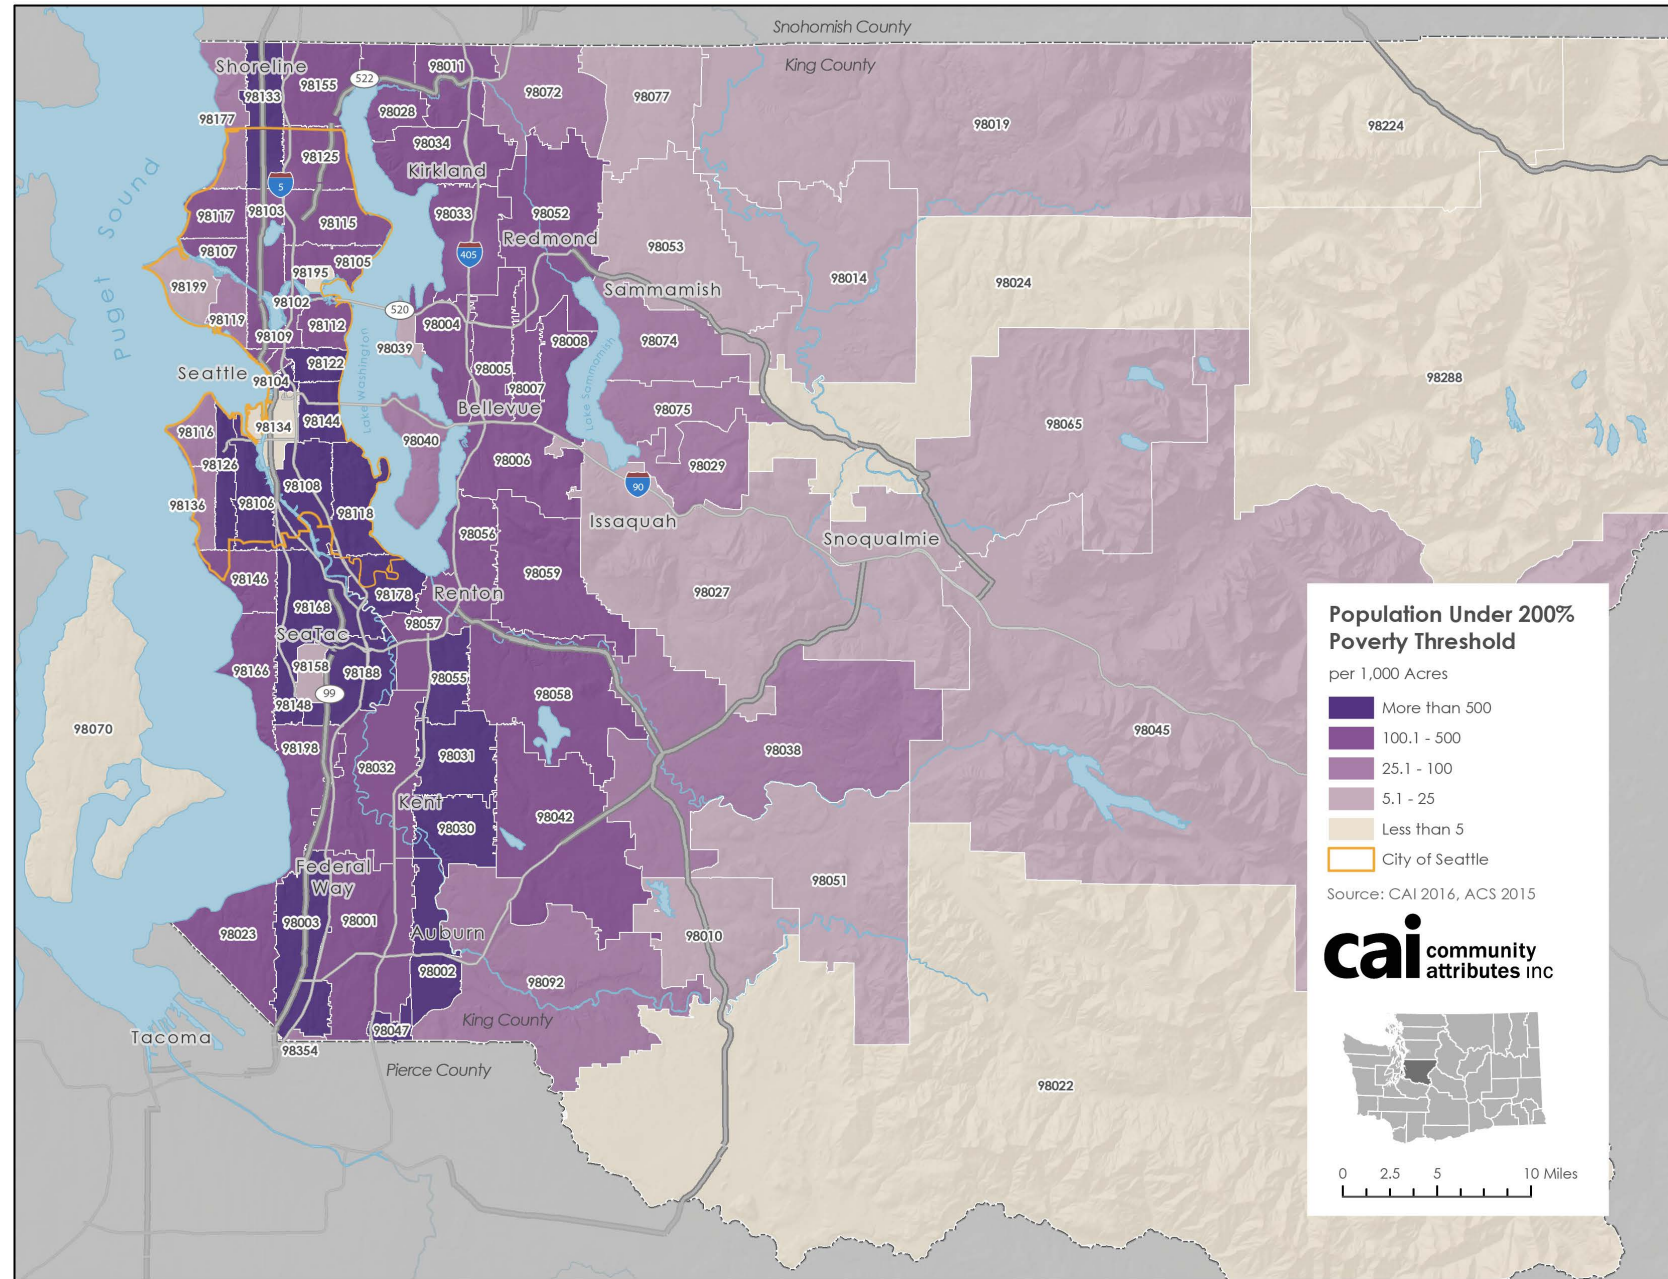 Snohomish County
King County
Shoreline
98011
522
98155
98133
98072
98077
98028
98177
98019
98224
98034
98125
Kirkland
5
98117
98103
98033
98052
98115
Redmond
98107
98053
405
98105
98195
98014
98024
98199
Sammamish
98102
520
98119
98112
98004
98109
98008
98074
98039
98122
98005
Seattle
98288
98104
98007
Bellevue
98075
98144
98065
98134
98116
98040
98006
98126
98029
98108
90
98106
98136
98118
Issaquah
98056
Snoqualmie
98059
98146
98027
98178
Renton
98168
98057
SeaTac
98158
98166
98188
98055
98058
99
98148
98070
98045
98198
98038
98031
98032
Kent
98042
98030
Federal
Way
98051
98003
98001
98023
Auburn
98010
98002
98092
King County
98047
Tacoma
98354
Pierce County
98022
Puget Sound
Lake Washington
Lake Sammamish
Population Under 200%
Poverty Threshold
per 1,000 Acres
More than 500
100.1 - 500
25.1 - 100
5.1 - 25
Less than 5
City of Seattle
Source: CAI 2016, ACS 2015
cai community
attributes inc
0 2.5 5 10 Miles